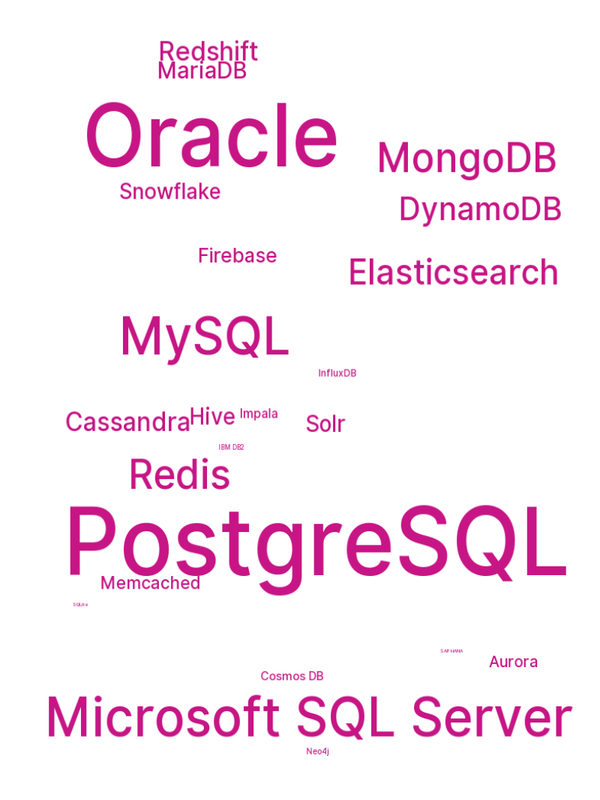 Redshift
MariaDB
Oracle
MongoDB
Snowflake
DynamoDB
Firebase
Elasticsearch
MySQL
InfluxDB
Cassandra Hive Impala Solr
IBM DB2
Redis
PostgreSQL
Memcached
SQLite
SAP HANA
Aurora
Cosmos DB
Microsoft SQL Server
Neo4j